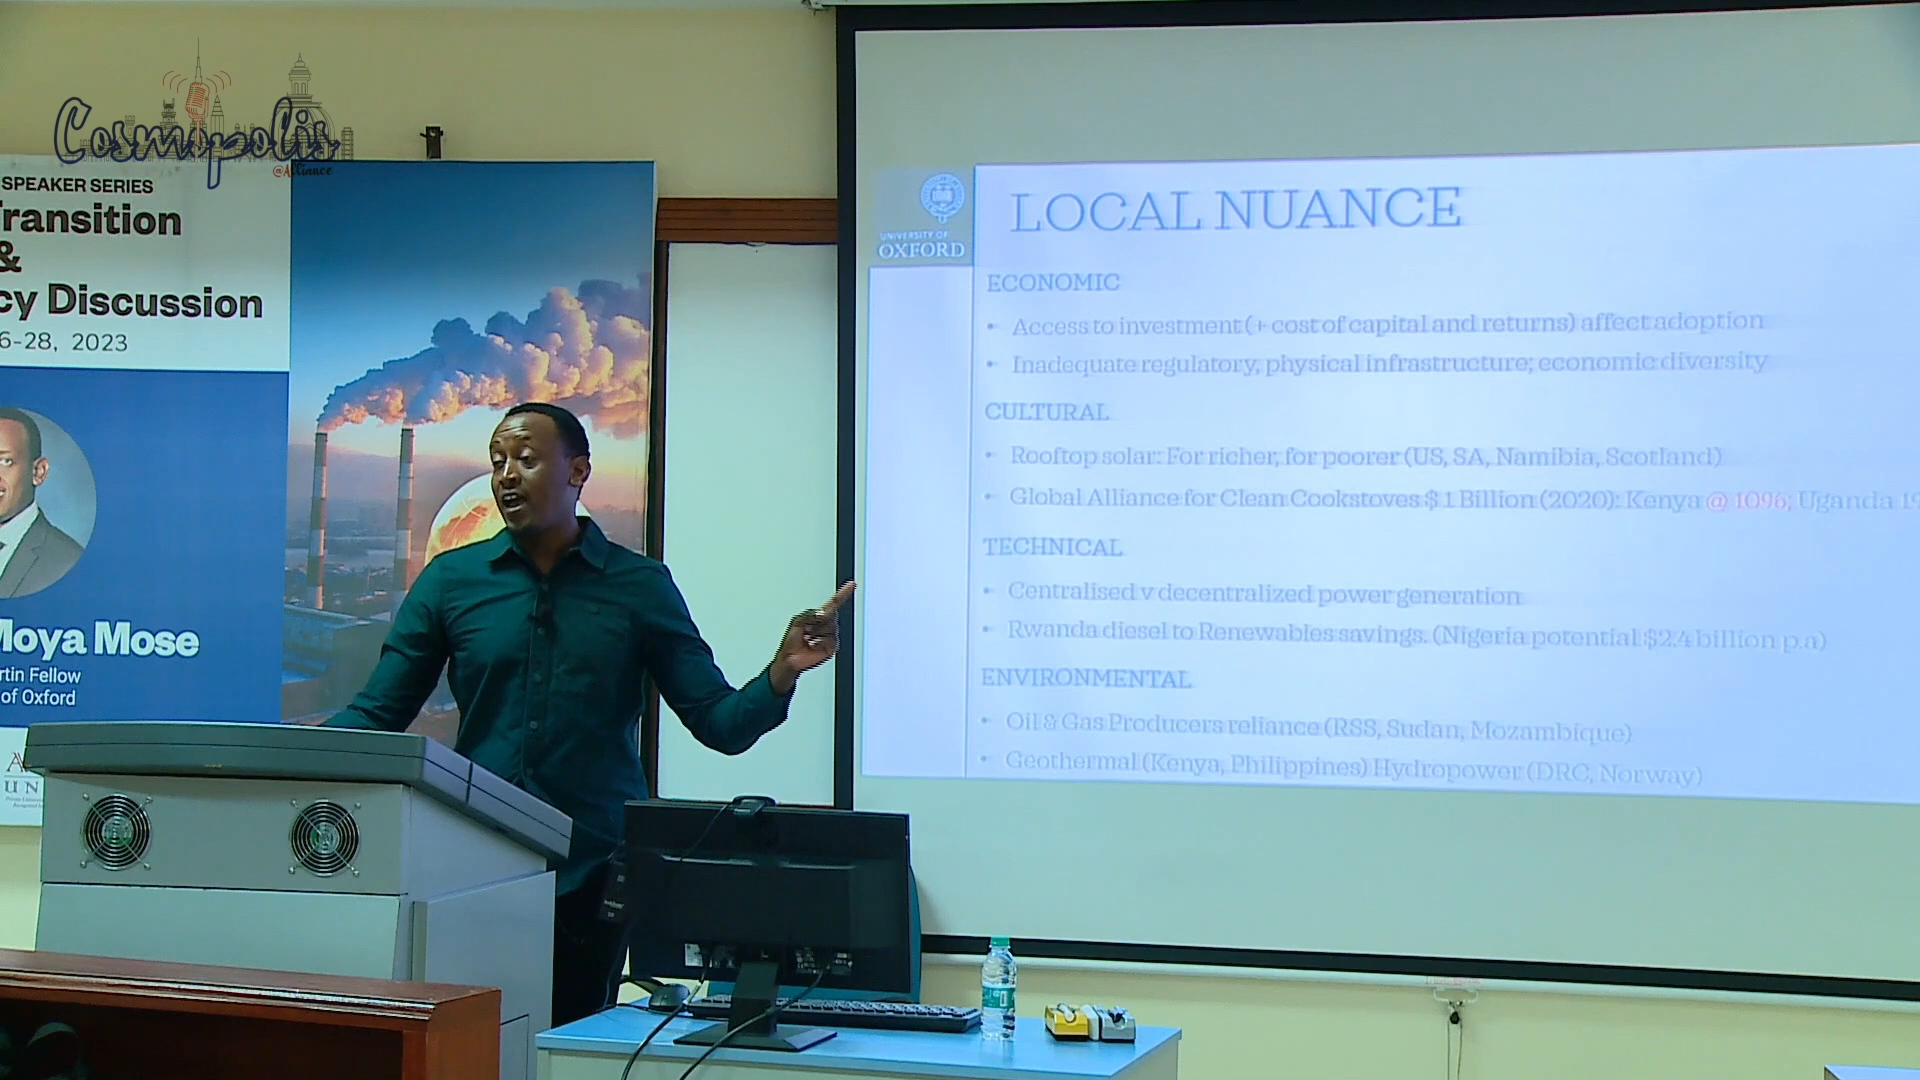 Cosmopolis
@Alliance
SPEAKER SERIES
Transition
&
cy Discussion
6-28, 2023
Moya Mose
rtin Fellow
of Oxford
UN
UNIVERSITY OF
OXFORD
LOCAL NUANCE
ECONOMIC
• Access to investment (+ cost of capital and returns) affect adoption
• Inadequate regulatory, physical infrastructure; economic diversity
CULTURAL
• Rooftop solar: For richer, for poorer (US, SA, Namibia, Scotland)
• Global Alliance for Clean Cookstoves $ 1 Billion (2020): Kenya @ 10%; Uganda
TECHNICAL
• Centralised v decentralized power generation
• Rwanda diesel to Renewables savings. (Nigeria potential $2.4 billion p.a)
ENVIRONMENTAL
• Oil & Gas Producers reliance (RSS, Sudan, Mozambique)
• Geothermal (Kenya, Philippines) Hydropower (DRC, Norway)